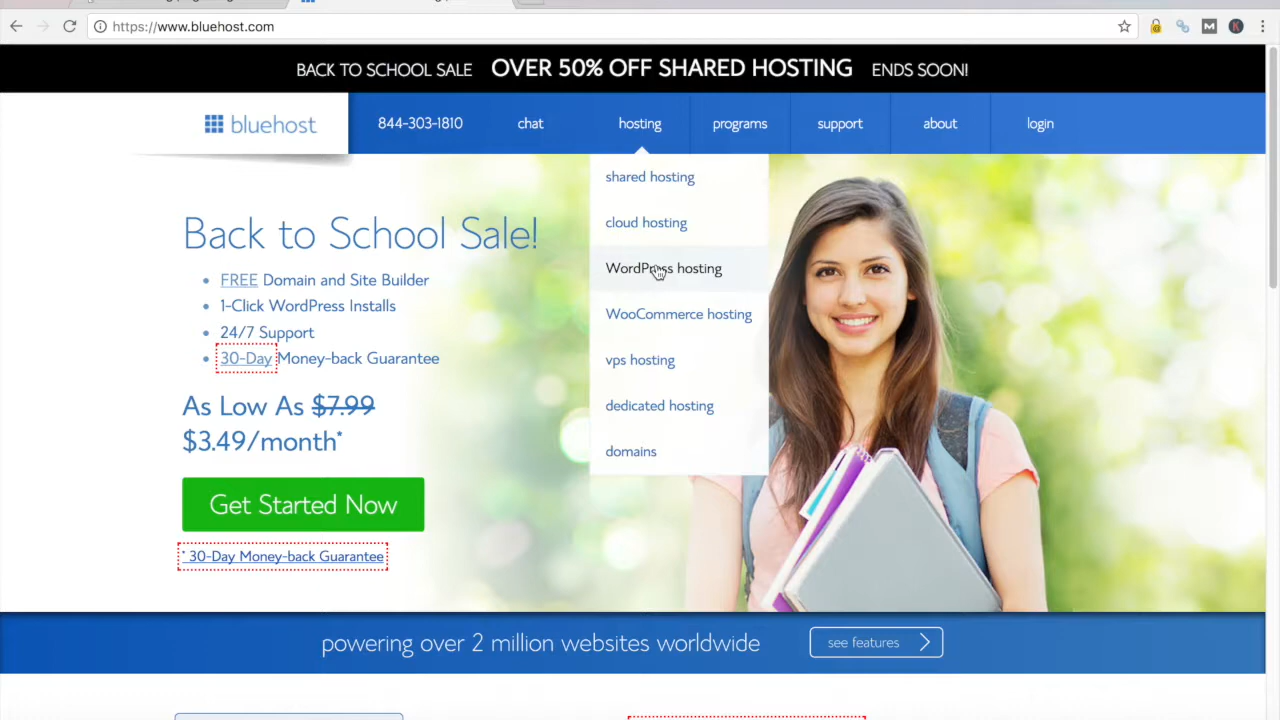 https://www.bluehost.com
BACK TO SCHOOL SALE OVER 50% OFF SHARED HOSTING ENDS SOON!
bluehost 844-303-1810 chat hosting programs support about login
shared hosting
cloud hosting
WordPress hosting
WooCommerce hosting
vps hosting
dedicated hosting
domains
Back to School Sale!
FREE Domain and Site Builder
1-Click WordPress Installs
24/7 Support
30-Day Money-back Guarantee
As Low As $7.99
$3.49/month*
Get Started Now
* 30-Day Money-back Guarantee
powering over 2 million websites worldwide see features